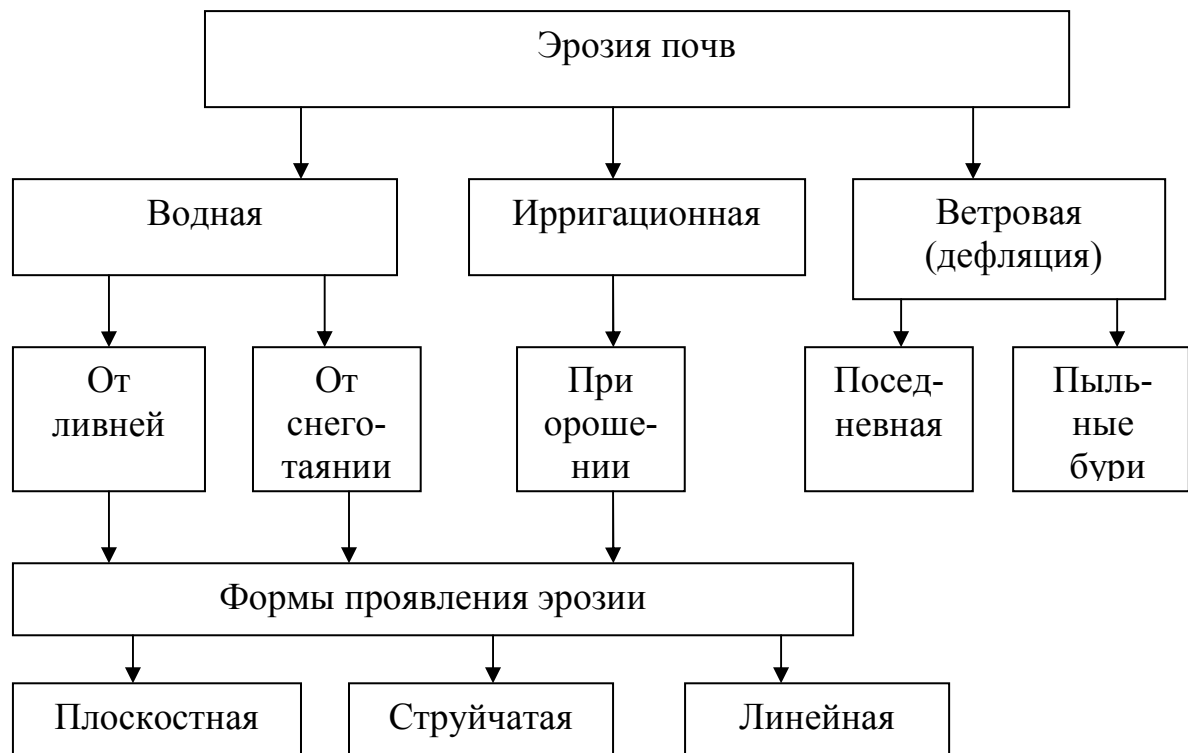 Эрозия почв
Водная
Ирригационная
Ветровая
(дефляция)
От
ливней
От
снего-
таянии
При
ороше-
нии
Посед-
невная
Пыль-
ные
бури
Формы проявления эрозии
Плоскостная
Струйчатая
Линейная